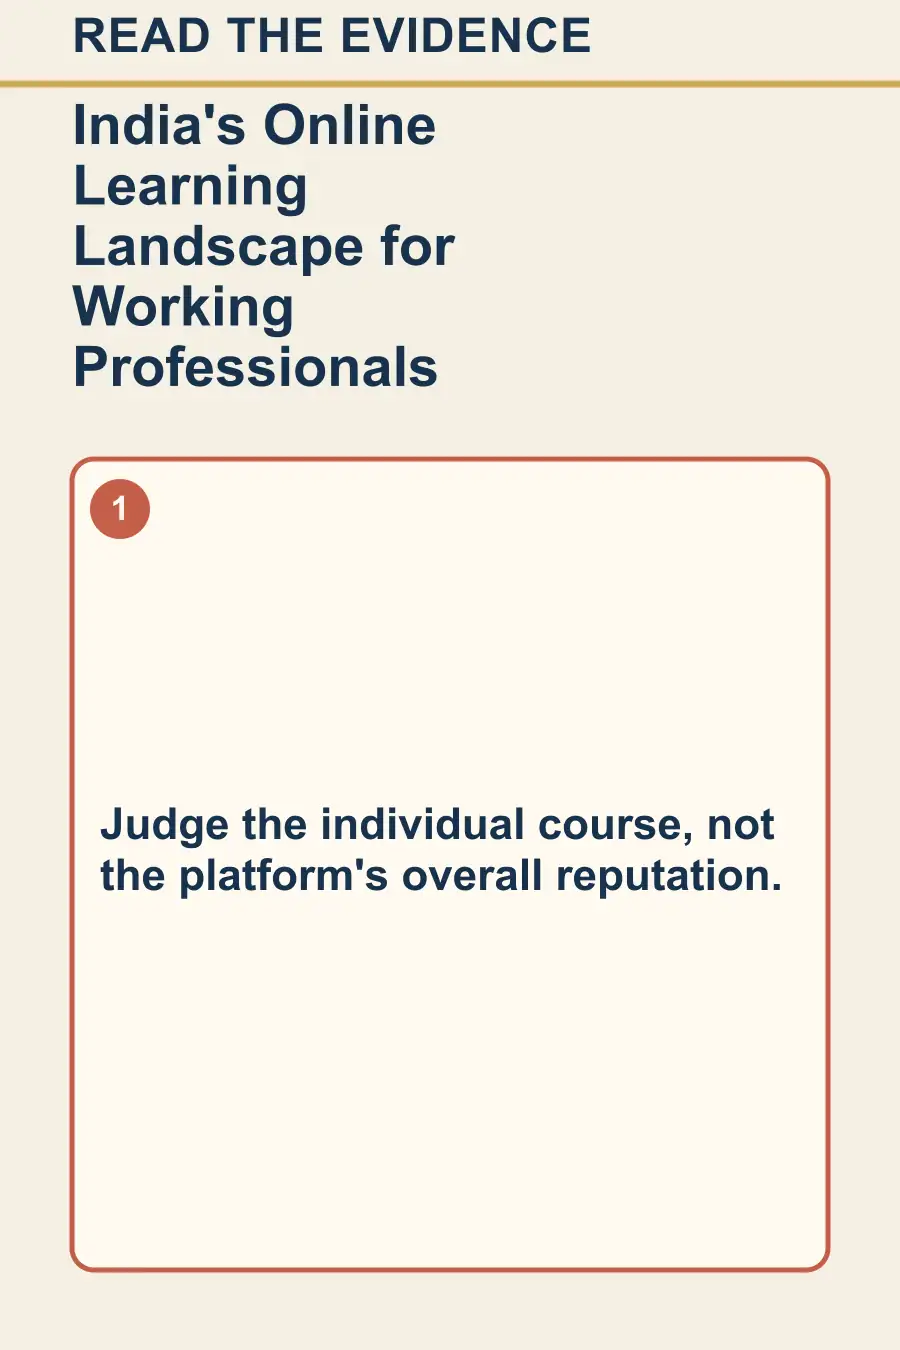 READ THE EVIDENCE
India's Online
Learning
Landscape for
Working
Professionals
1
Judge the individual course, not
the platform's overall reputation.